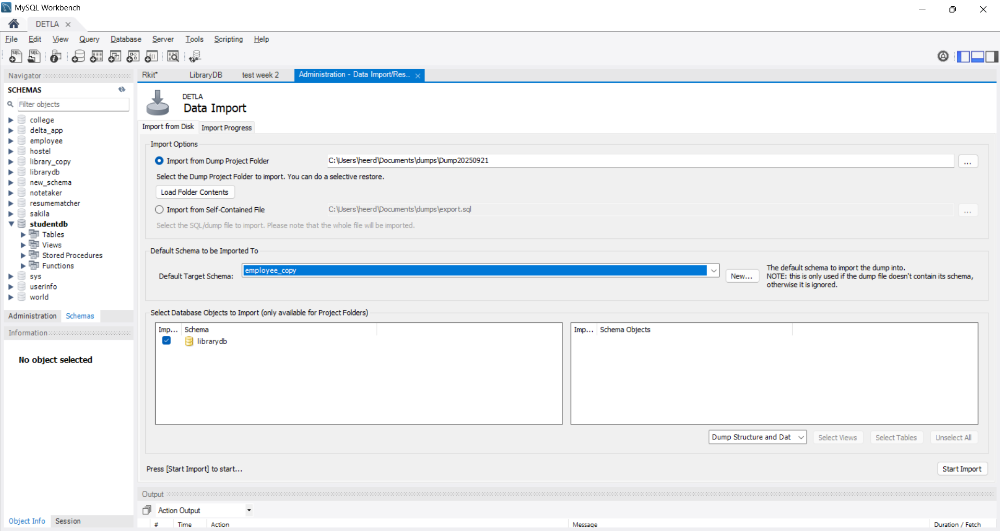 MySQL Workbench
DETLA
File Edit View Query Database Server Tools Scripting Help
Navigator
SCHEMAS
Filter objects
college
delta_app
employee
hostel
library_copy
librarydb
new_schema
notetaker
resumematcher
sakila
studentdb
Tables
Views
Stored Procedures
Functions
sys
userinfo
world
Administration Schemas
Information
No object selected
Object Info Session
Rkit* LibraryDB test week 2 Administration - Data Import/Res...
DETLA
Data Import
Import from Disk Import Progress
Import Options
Import from Dump Project Folder C:\Users\heerd\Documents\dumps\Dump20250921 ...
Select the Dump Project Folder to import. You can do a selective restore.
Load Folder Contents
Import from Self-Contained File C:\Users\heerd\Documents\dumps\export.sql ...
Select the SQL/dump file to import. Please note that the whole file will be imported.
Default Schema to be Imported To
Default Target Schema: employee_copy New...
The default schema to import the dump into.
NOTE: this is only used if the dump file doesn't contain its schema,
otherwise it is ignored.
Select Database Objects to Import (only available for Project Folders)
Imp... Schema
librarydb
Imp... Schema Objects
Dump Structure and Dat Select Views Select Tables Unselect All
Press [Start Import] to start... Start Import
Output
Action Output
# Time Action Message Duration / Fetch